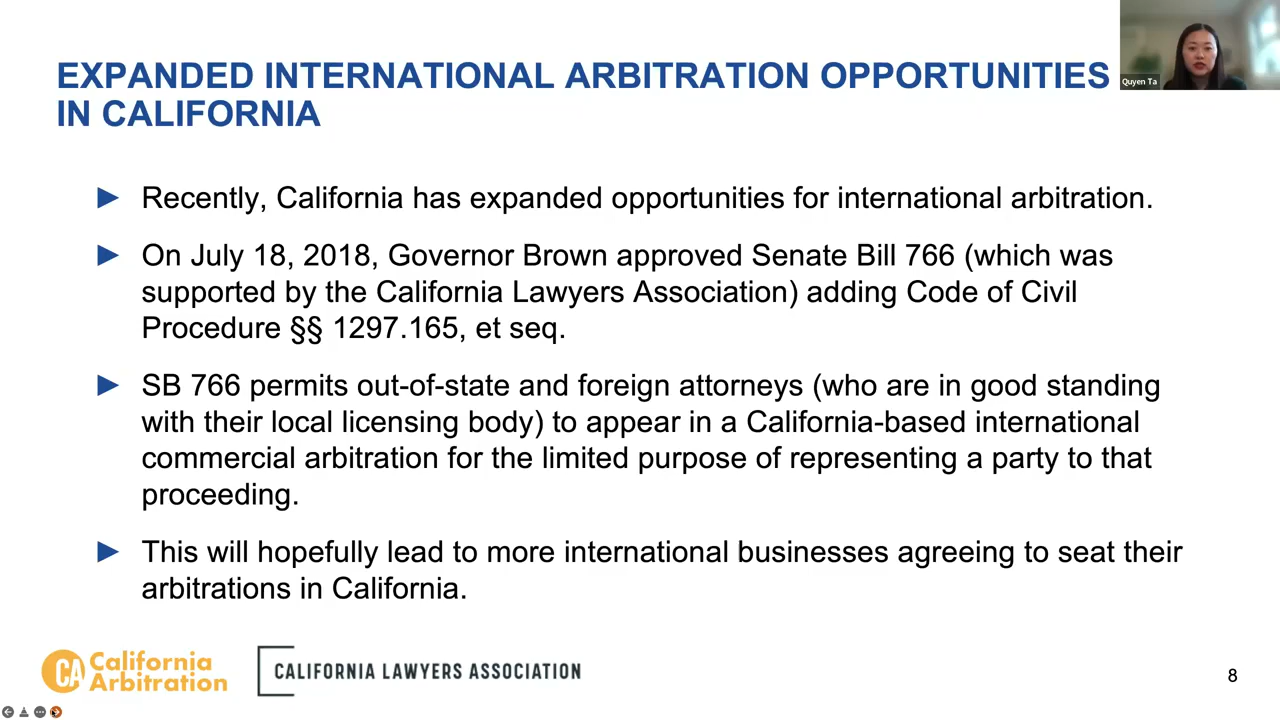 EXPANDED INTERNATIONAL ARBITRATION OPPORTUNITIES
IN CALIFORNIA
Quyen Ta
► Recently, California has expanded opportunities for international arbitration.
► On July 18, 2018, Governor Brown approved Senate Bill 766 (which was
supported by the California Lawyers Association) adding Code of Civil
Procedure §§ 1297.165, et seq.
► SB 766 permits out-of-state and foreign attorneys (who are in good standing
with their local licensing body) to appear in a California-based international
commercial arbitration for the limited purpose of representing a party to that
proceeding.
► This will hopefully lead to more international businesses agreeing to seat their
arbitrations in California.
CA California
Arbitration
CALIFORNIA LAWYERS ASSOCIATION
8